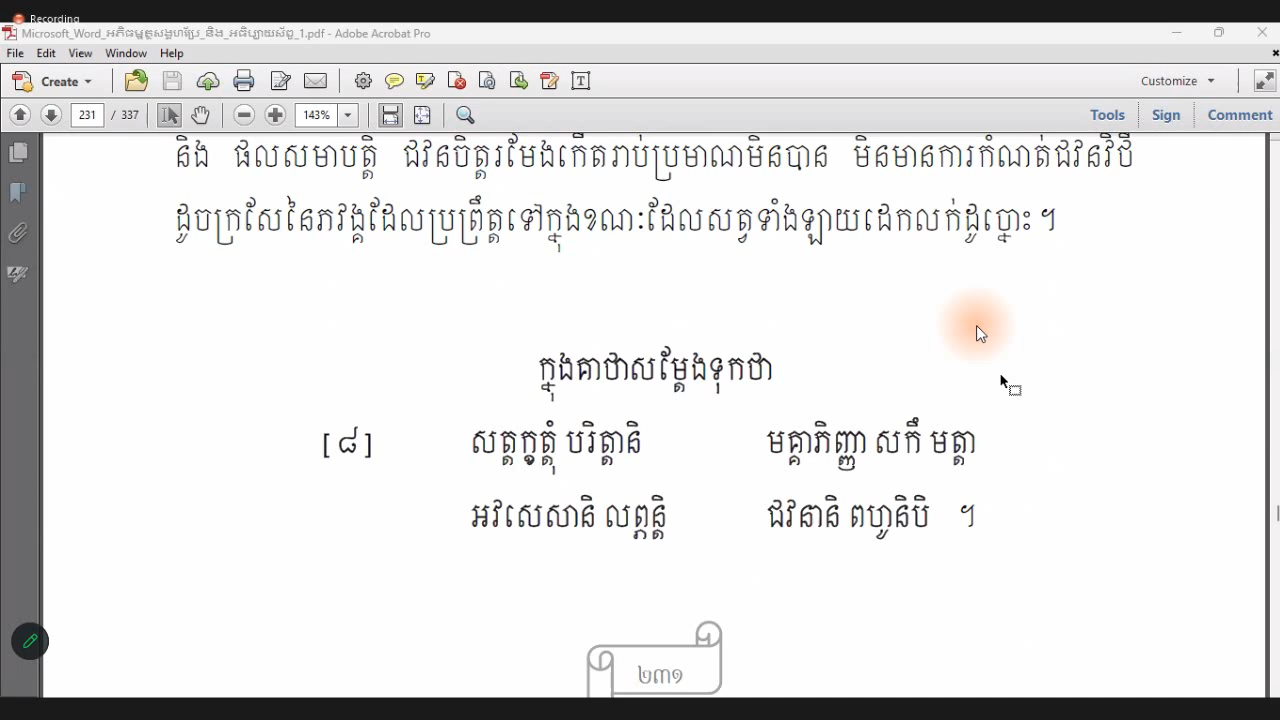 Recording
Microsoft_Word_អភិធម្មត្ថសង្គហប្រែ_និង_អធិប្បាយស័ព្ទ_1.pdf - Adobe Acrobat Pro
File Edit View Window Help
Create Customize
231 / 337 143% Tools Sign Comment
និង ផលសមាបត្តិ ជវនចិត្តរមែងកើតរាប់ប្រមាណមិនបាន មិនមានការកំណត់ជវនវិថី
ដូចក្រសែនៃភវង្គដែលប្រព្រឹត្តទៅក្នុងខណៈដែលសត្វទាំងឡាយដេកលក់ដូច្នោះ ។
ក្នុងគាថាសម្តែងទុកថា
[ ៨ ] សត្តក្ខត្តុំ បរិត្តានិ មគ្គាភិញ្ញា សកឹ មត្តា
អវសេសានិ លព្ភន្តិ ជវនានិ ពហូនិបិ ។
២៣១